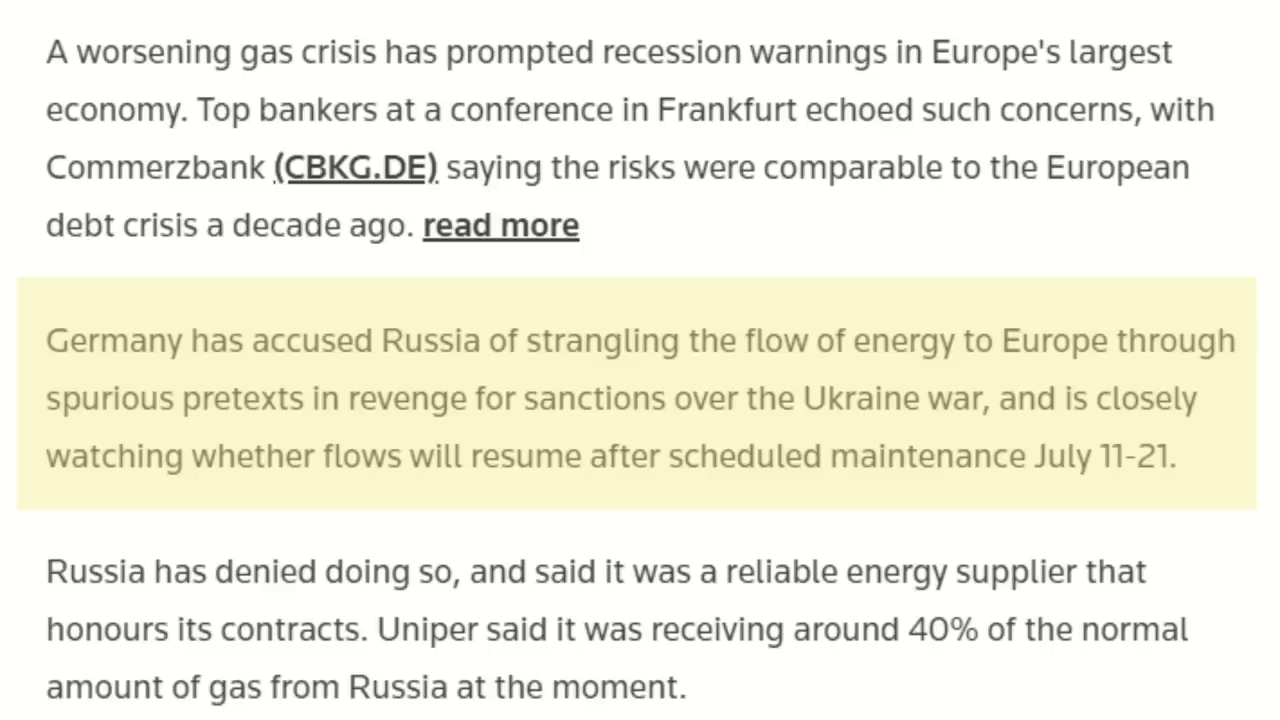 A worsening gas crisis has prompted recession warnings in Europe's largest
economy. Top bankers at a conference in Frankfurt echoed such concerns, with
Commerzbank (CBKG.DE) saying the risks were comparable to the European
debt crisis a decade ago. read more
Germany has accused Russia of strangling the flow of energy to Europe through
spurious pretexts in revenge for sanctions over the Ukraine war, and is closely
watching whether flows will resume after scheduled maintenance July 11-21.
Russia has denied doing so, and said it was a reliable energy supplier that
honours its contracts. Uniper said it was receiving around 40% of the normal
amount of gas from Russia at the moment.